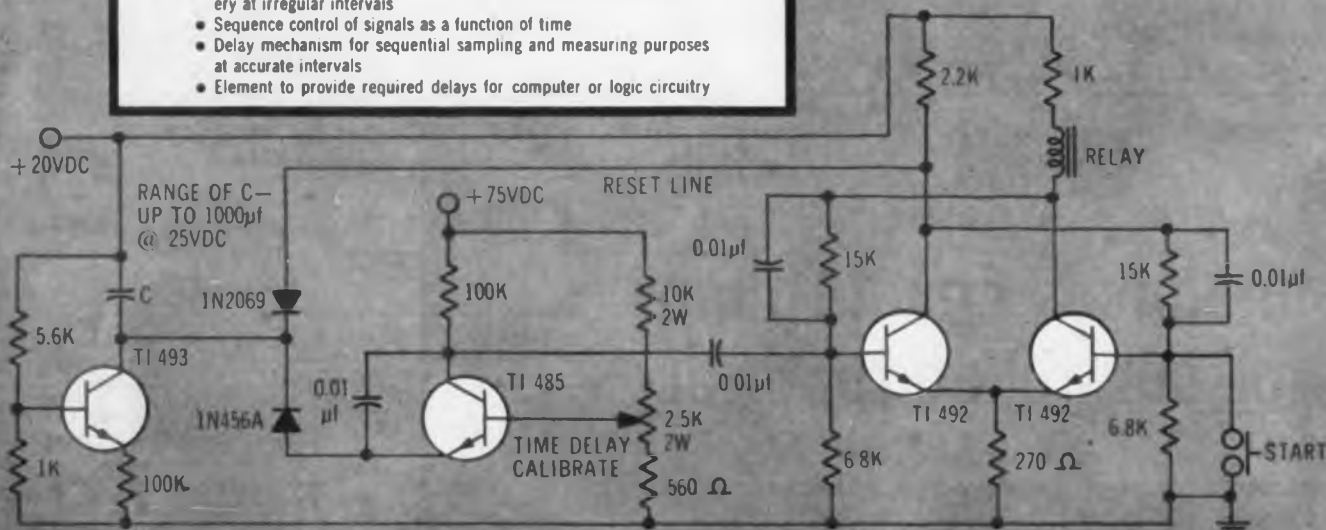 ery at irregular intervals
• Sequence control of signals as a function of time
• Delay mechanism for sequential sampling and measuring purposes
at accurate intervals
• Element to provide required delays for computer or logic circuitry
+20VDC
RANGE OF C—
UP TO 1000µf
@ 25VDC
C
5.6K
TI 493
1K
100K
1N2069
1N456A
RESET LINE
+75VDC
100K
10K
2W
0.01
µf
TI 485
TIME DELAY
CALIBRATE
2.5K
2W
560 Ω
0.01µf
0.01µf
15K
6.8K
2.2K
1K
RELAY
TI 492
TI 492
270 Ω
15K
0.01µf
6.8K
START